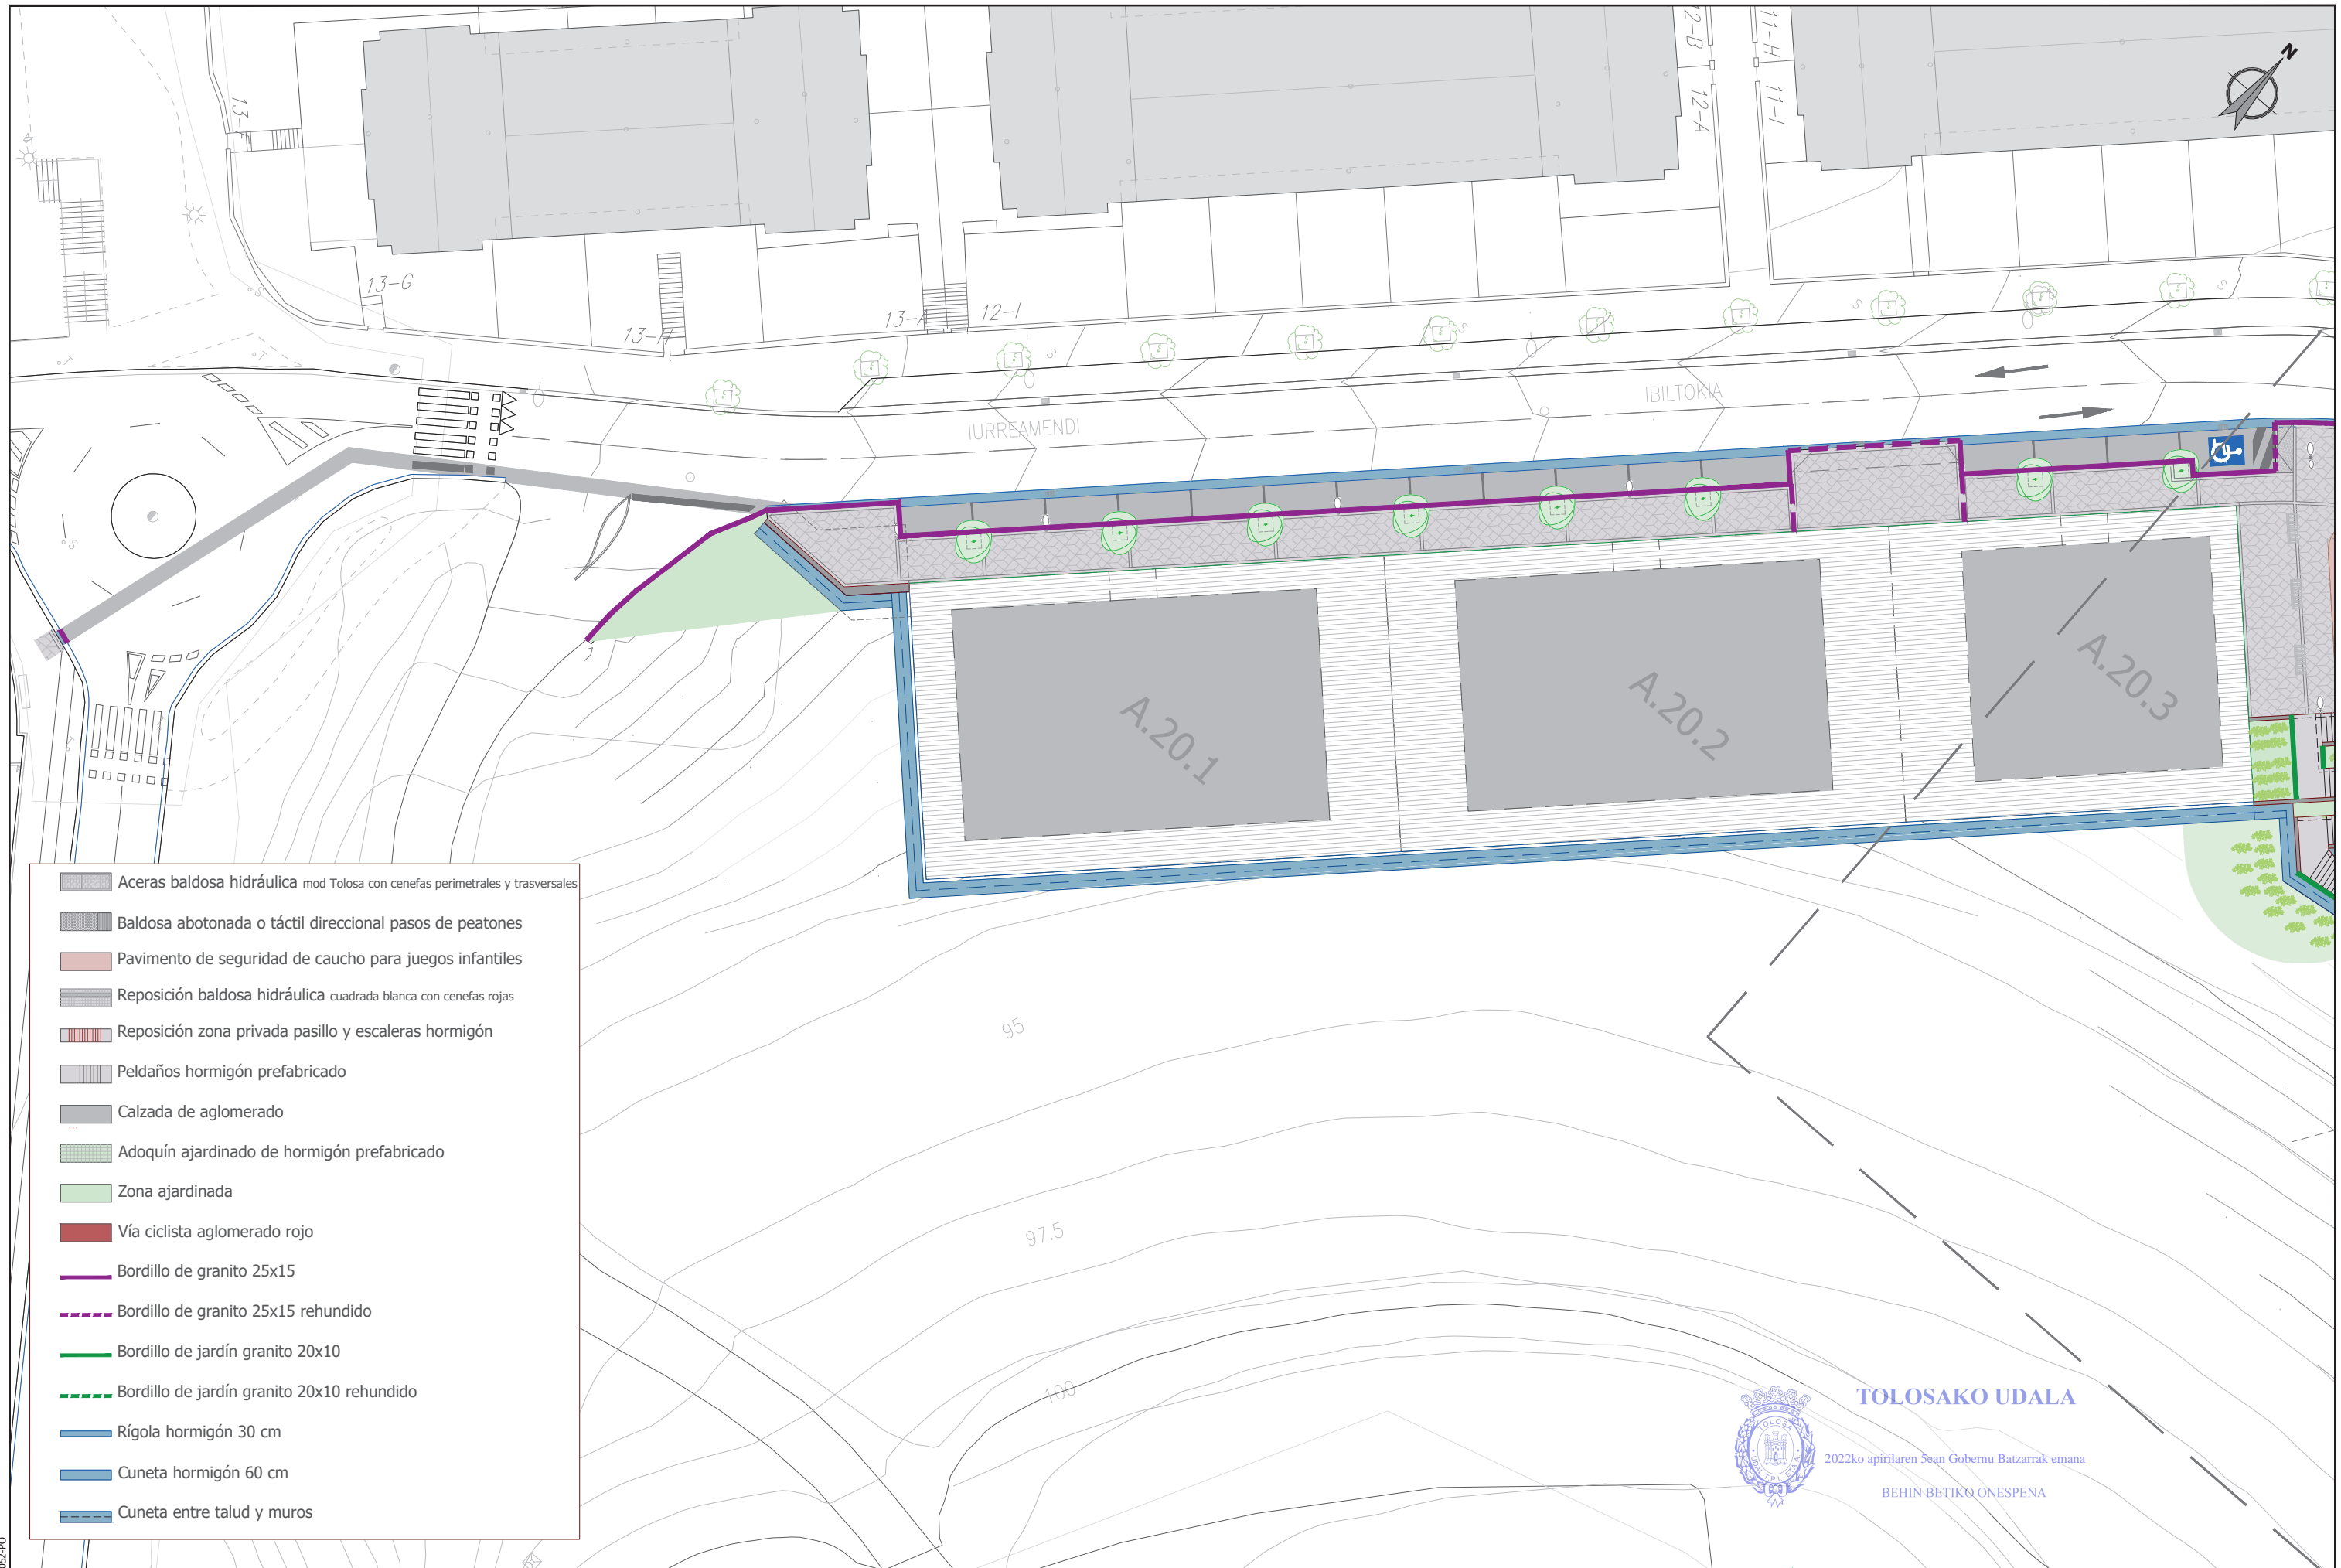 12-B
11-H
N
13-F
12-A
11-I
13-G
13-H
13-A
12-I
S
S
S
S
IBILTOKIA
IURREAMENDI
A.20.1
A.20.2
A.20.3
Aceras baldosa hidráulica mod Tolosa con cenefas perimetrales y trasversales
Baldosa abotonada o táctil direccional pasos de peatones
Pavimento de seguridad de caucho para juegos infantiles
Reposición baldosa hidráulica cuadrada blanca con cenefas rojas
Reposición zona privada pasillo y escaleras hormigón
Peldaños hormigón prefabricado
Calzada de aglomerado
Adoquín ajardinado de hormigón prefabricado
Zona ajardinada
Vía ciclista aglomerado rojo
Bordillo de granito 25x15
Bordillo de granito 25x15 rehundido
Bordillo de jardín granito 20x10
Bordillo de jardín granito 20x10 rehundido
Rígola hormigón 30 cm
Cuneta hormigón 60 cm
Cuneta entre talud y muros
95
97.5
100
TOLOSAKO UDALA
2022ko apirilaren 5ean Gobernu Batzarrak emana
BEHIN BETIKO ONESPENA